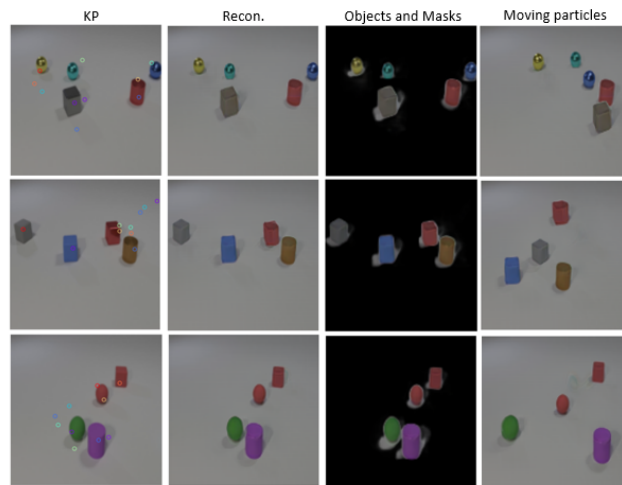 KP
Recon.
Objects and Masks
Moving particles